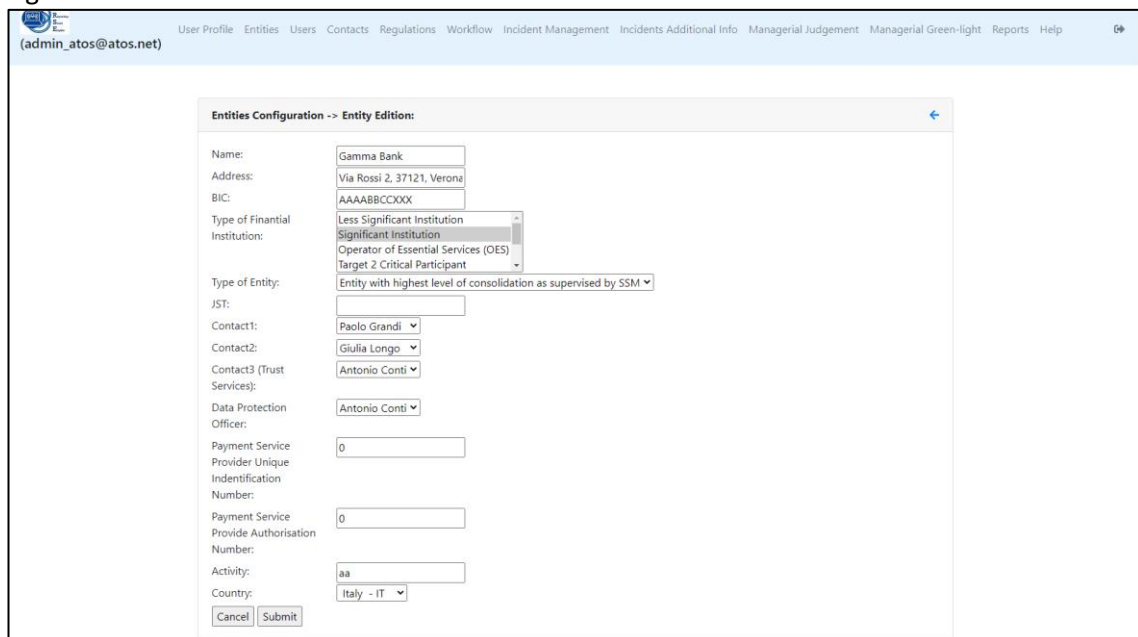 (admin_atos@atos.net)
User Profile Entities Users Contacts Regulations Workflow Incident Management Incidents Additional Info Managerial Judgement Managerial Green-light Reports Help
Entities Configuration -> Entity Edition:
Name: Gamma Bank
Address: Via Rossi 2, 37121, Verona
BIC: AAAABBCCXXX
Type of Finantial Less Significant Institution
Institution: Significant Institution
Operator of Essential Services (OES)
Target 2 Critical Participant
Type of Entity: Entity with highest level of consolidation as supervised by SSM
JST:
Contact1: Paolo Grandi
Contact2: Giulia Longo
Contact3 (Trust Antonio Conti
Services):
Data Protection Antonio Conti
Officer:
Payment Service 0
Provider Unique
Indentification
Number:
Payment Service 0
Provide Authorisation
Number:
Activity: aa
Country: Italy - IT
Cancel Submit